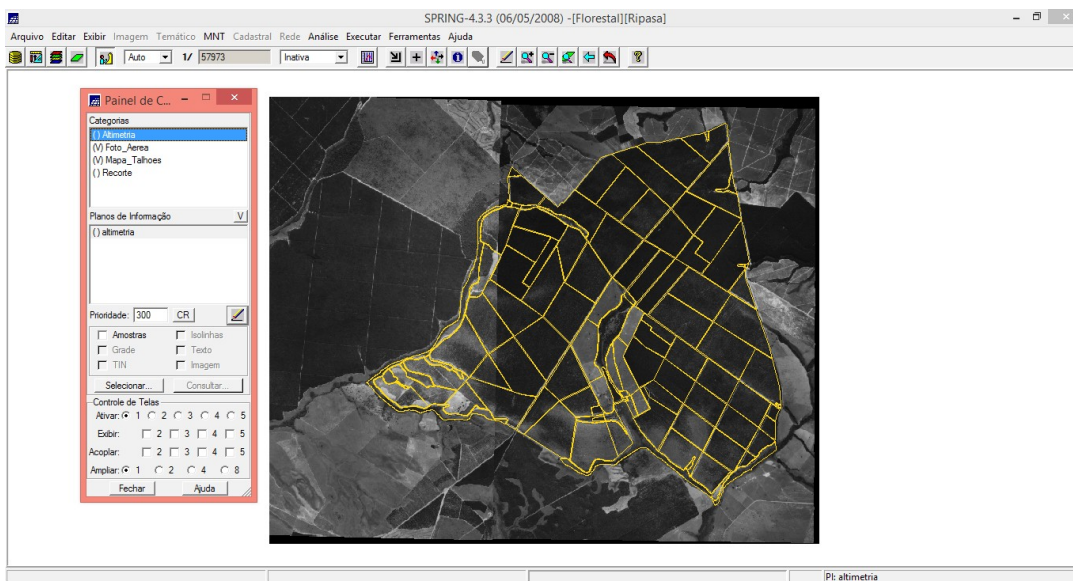 SPRING-4.3.3 (06/05/2008) -[Florestal][Ripasa]
Arquivo Editar Exibir Imagem Temático MNT Cadastral Rede Análise Executar Ferramentas Ajuda
Auto 1/ 57973 Inativa
Painel de C...
Categorias
() Altimetria
(V) Foto_Aerea
(V) Mapa_Talhoes
() Recorte
Planos de Informação V
() altimetria
Prioridade: 300 CR
Amostras Isolinhas
Grade Texto
TIN Imagem
Selecionar... Consultar...
Controle de Telas
Ativar: 1 2 3 4 5
Exibir: 2 3 4 5
Acoplar: 2 3 4 5
Ampliar: 1 2 4 8
Fechar Ajuda
PI: altimetria